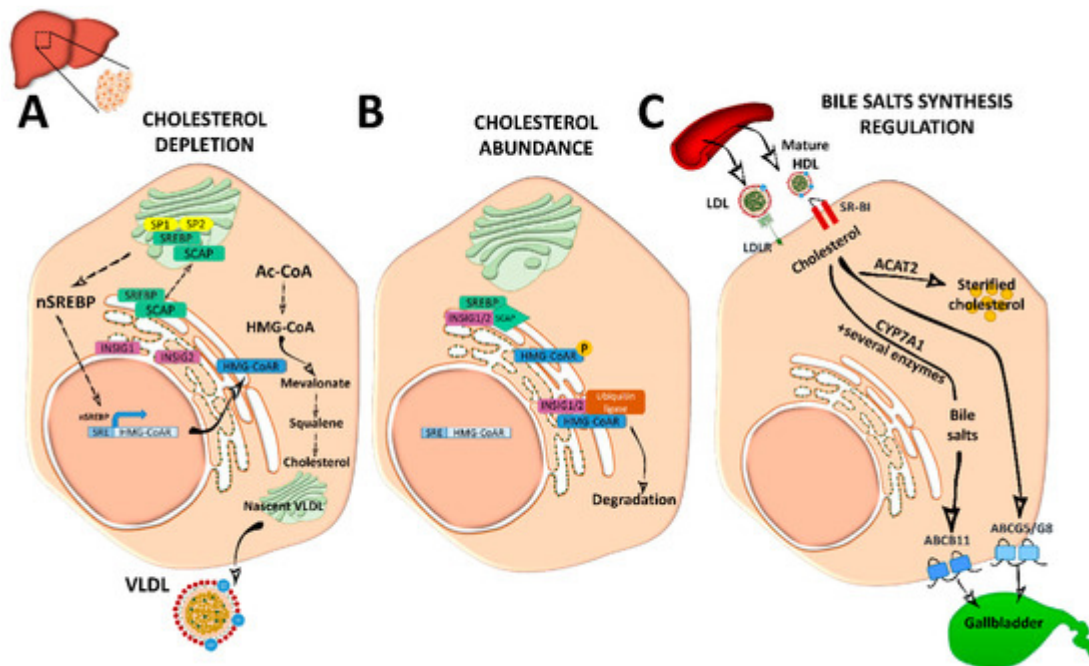 A
CHOLESTEROL
DEPLETION
SP1
SP2
SREBP
SCAP
nSREBP
SREBP
SCAP
INSIG1
INSIG2
HMG-CoAR
nSREBP
SRE
HMG-CoAR
Ac-CoA
HMG-CoA
Mevalonate
Squalene
Cholesterol
Nascent VLDL
VLDL
B
CHOLESTEROL
ABUNDANCE
SREBP
INSIG1/2
SCAP
HMG-CoAR
P
INSIG1/2
Ubiquitin
ligase
HMG-CoAR
SRE
HMG-CoAR
Degradation
C
BILE SALTS SYNTHESIS
REGULATION
Mature
HDL
LDL
SR-BI
LDLR
Cholesterol
ACAT2
Sterified
cholesterol
CYP7A1
+several enzymes
Bile
salts
ABCB11
ABCG5/G8
Gallbladder